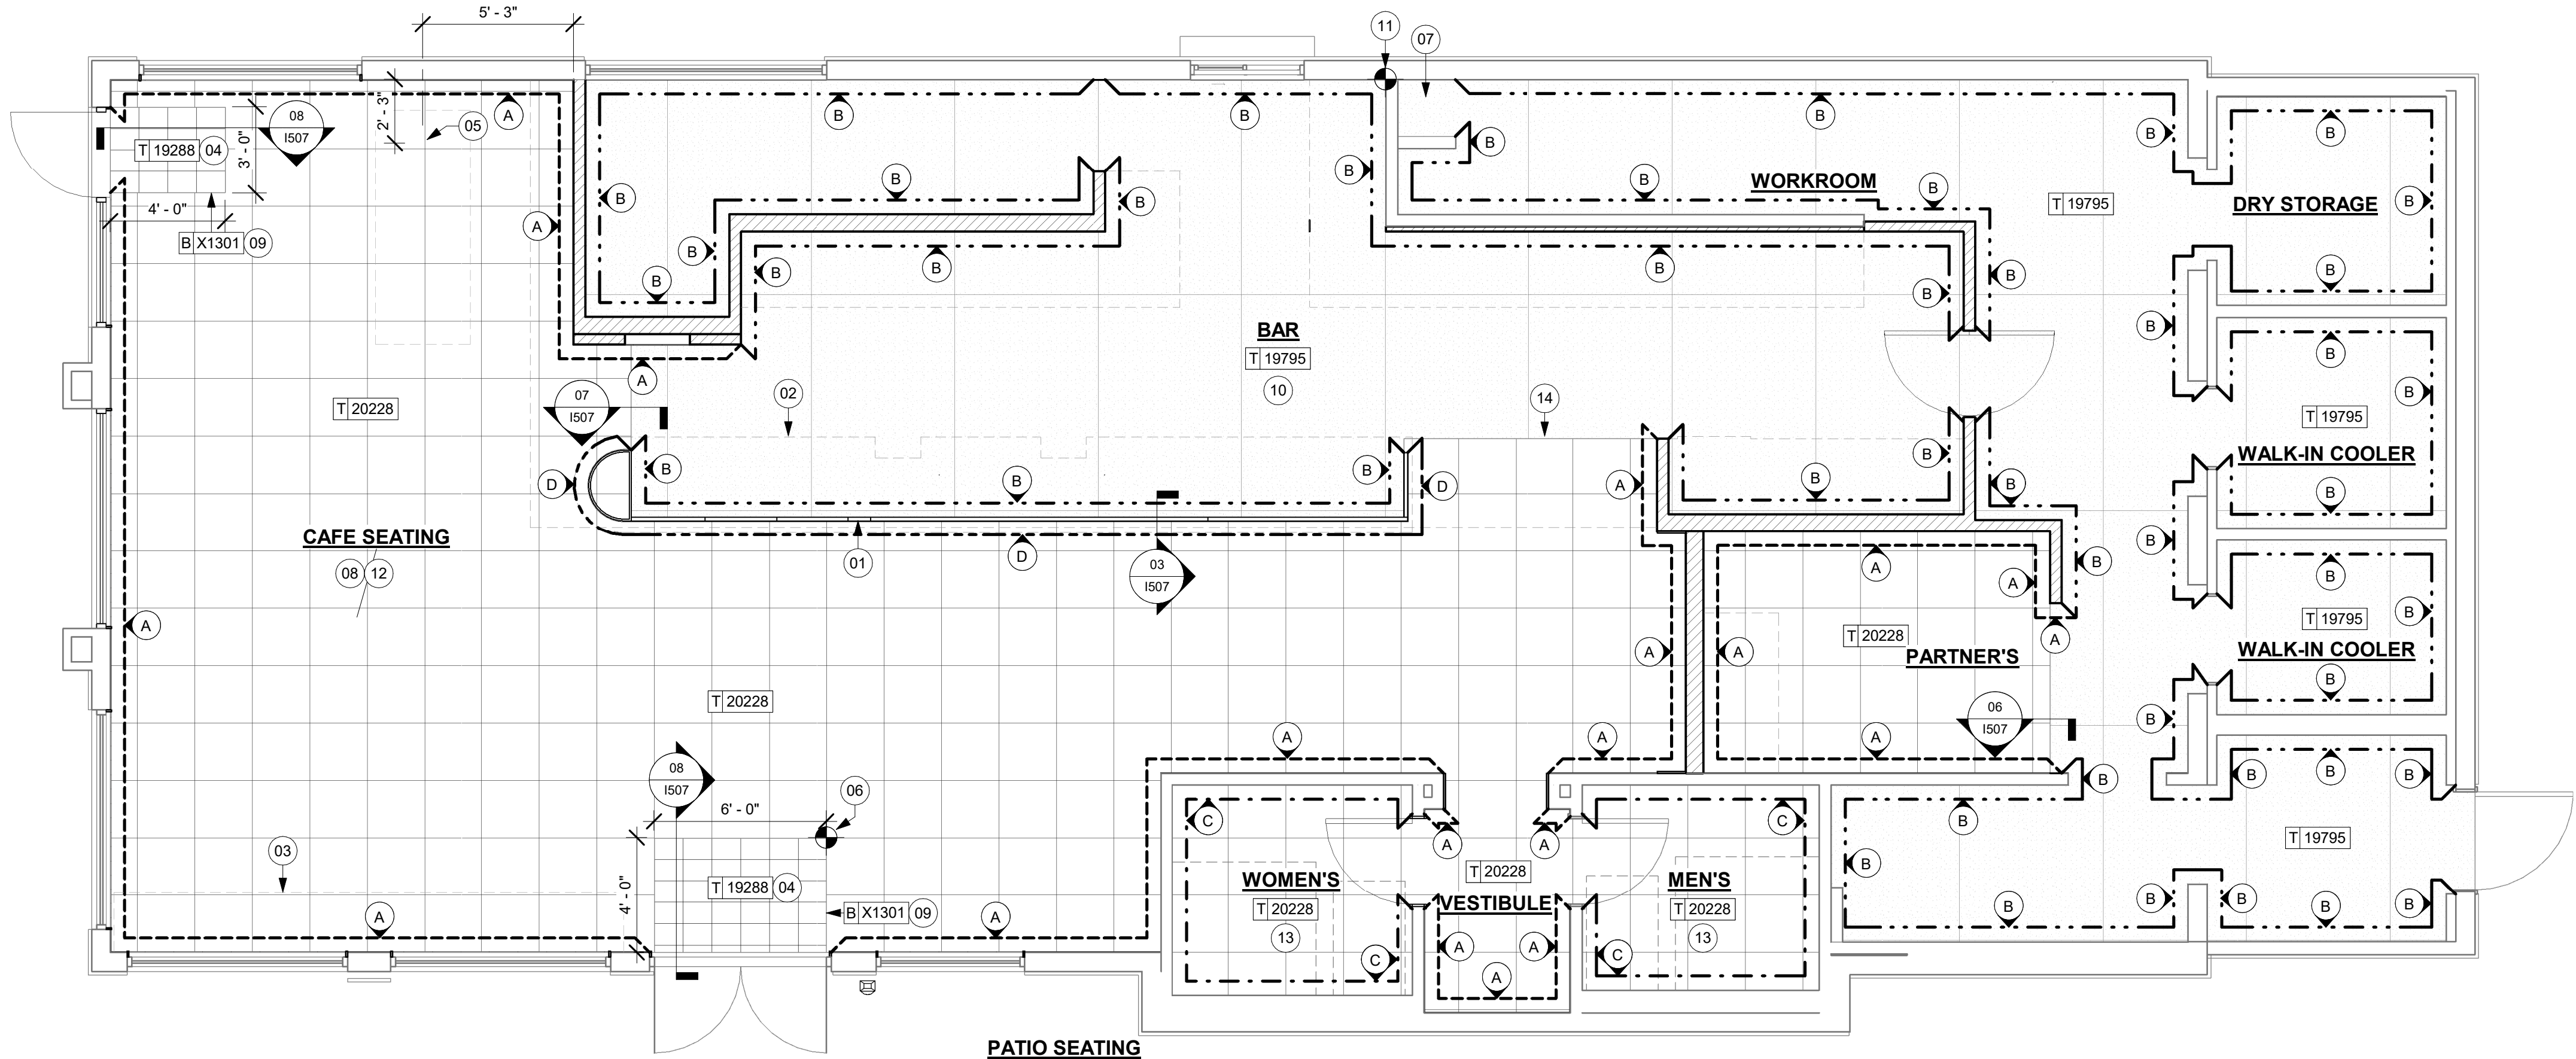 5' - 3"
11
07
2' - 3"
08
I507
05
A
B
B
B
B
B
T 19288 04
3' - 0"
B
B
B
B
B
WORKROOM
B
T 19795
DRY STORAGE
B
4' - 0"
B X1301 09
A
B
B
B
B
B
B
B
B
B
B
B
B
BAR
T 19795
10
B
B
A
07
I507
02
14
T 20228
B
T 19795
WALK-IN COOLER
D
B
B
B
D
A
B
B
B
B
CAFE SEATING
08 12
01
D
03
I507
A
A
B
B
B
B
T 19795
WALK-IN COOLER
A
A
A
T 20228
PARTNER'S
A
B
T 20228
06
I507
B
A
A
A
08
I507
6' - 0"
06
B
B
B
B
C
C
B
A
A
T 19795
03
4' - 0"
T 19288 04
B X1301 09
A
A
WOMEN'S
T 20228
13
T 20228
VESTIBULE
MEN'S
T 20228
13
B
B
B
B
B
B
C
A
A
C
A
PATIO SEATING